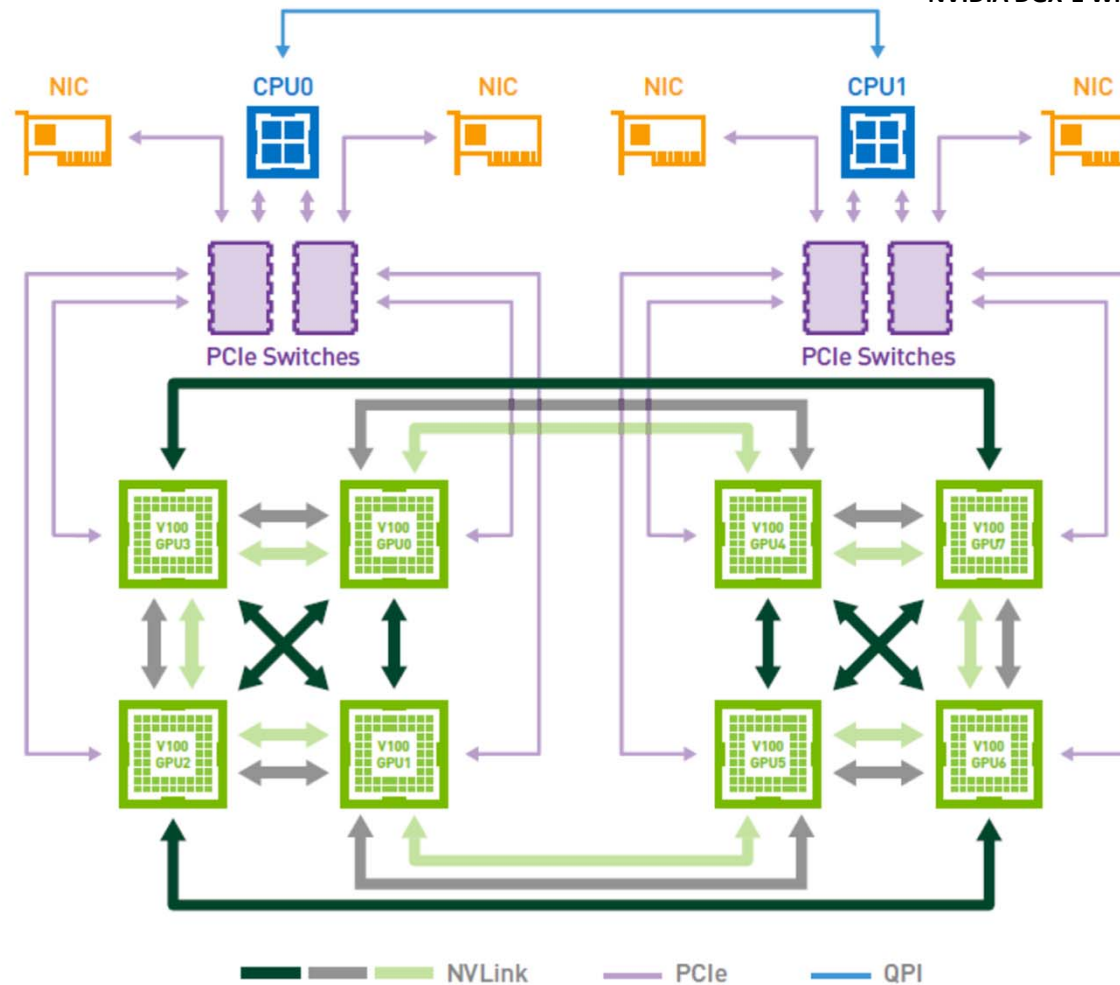 NIC
CPU0
NIC
NIC
CPU1
NIC
PCIe Switches
PCIe Switches
V100
GPU3
V100
GPU0
V100
GPU4
V100
GPU7
V100
GPU2
V100
GPU1
V100
GPU5
V100
GPU6
NVLink
PCIe
QPI